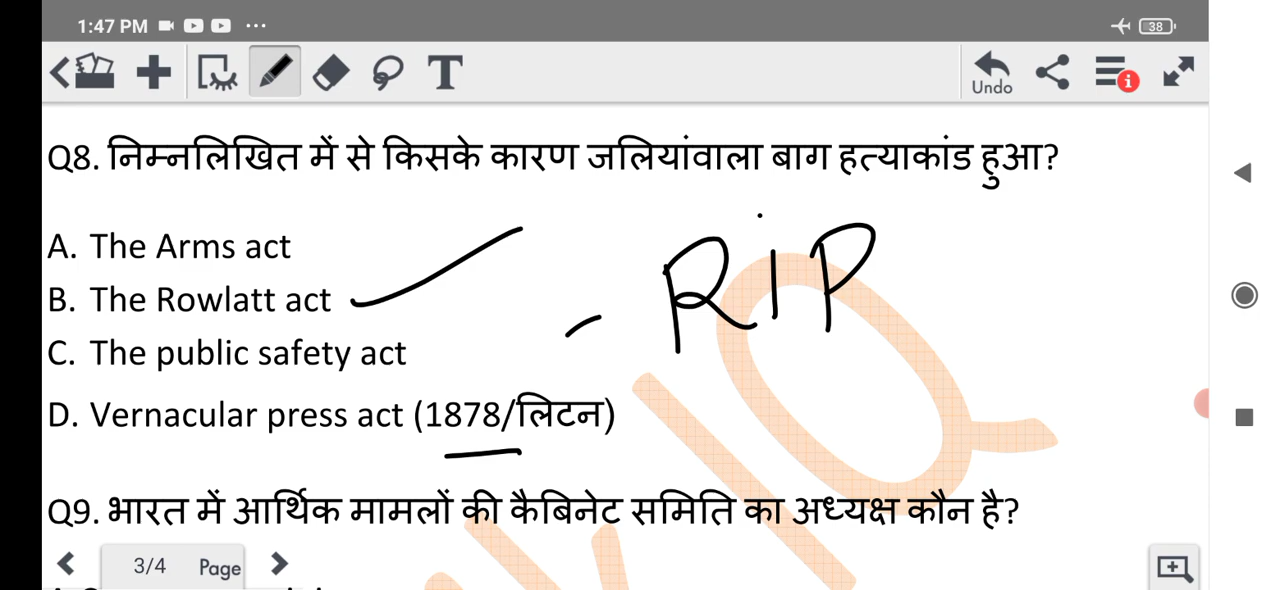 1:47 PM ... 38
T Undo i
Q8. निम्नलिखित में से किसके कारण जलियांवाला बाग हत्याकांड हुआ?
A. The Arms act
B. The Rowlatt act
RIP
C. The public safety act
D. Vernacular press act (1878/लिटन)
Q9. भारत में आर्थिक मामलों की कैबिनेट समिति का अध्यक्ष कौन है?
3/4 Page